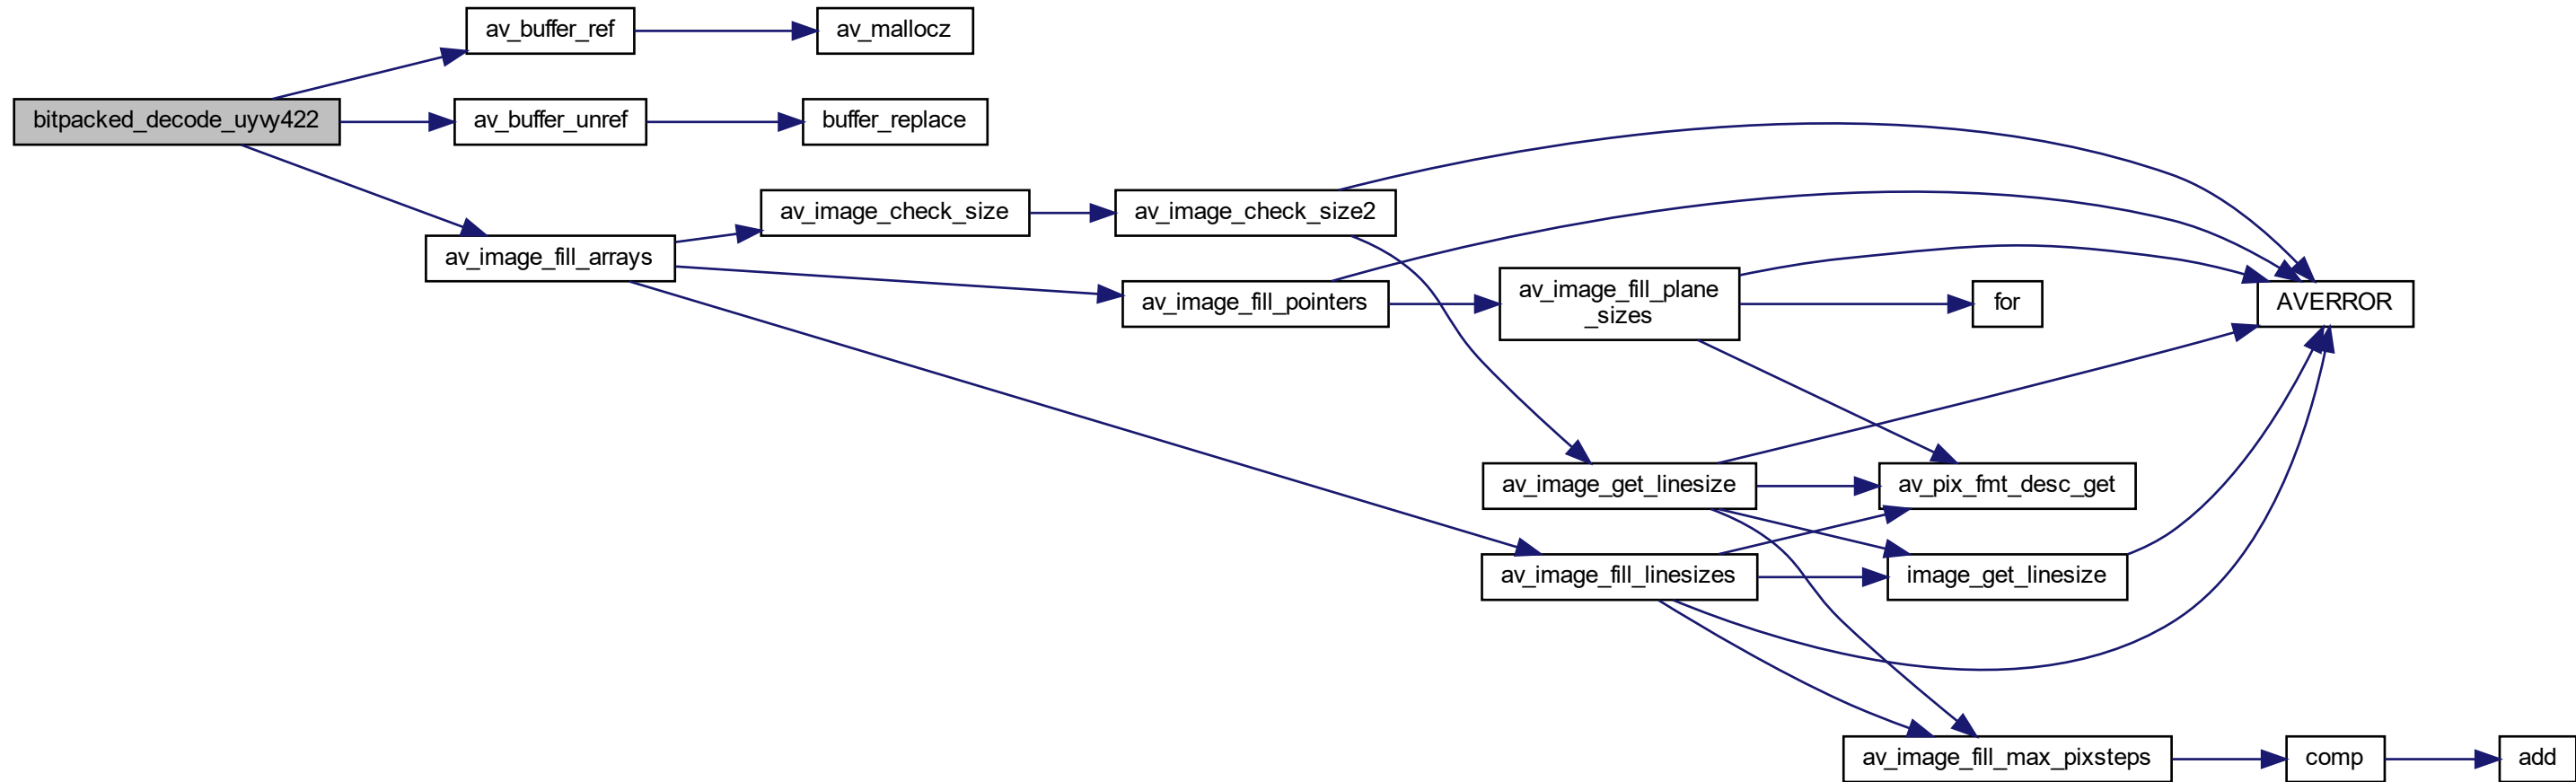 av_buffer_ref
av_mallocz
bitpacked_decode_uyvy422
av_buffer_unref
buffer_replace
av_image_check_size
av_image_check_size2
av_image_fill_arrays
av_image_fill_pointers
av_image_fill_plane
_sizes
for
AVERROR
av_image_get_linesize
av_pix_fmt_desc_get
av_image_fill_linesizes
image_get_linesize
av_image_fill_max_pixsteps
comp
add